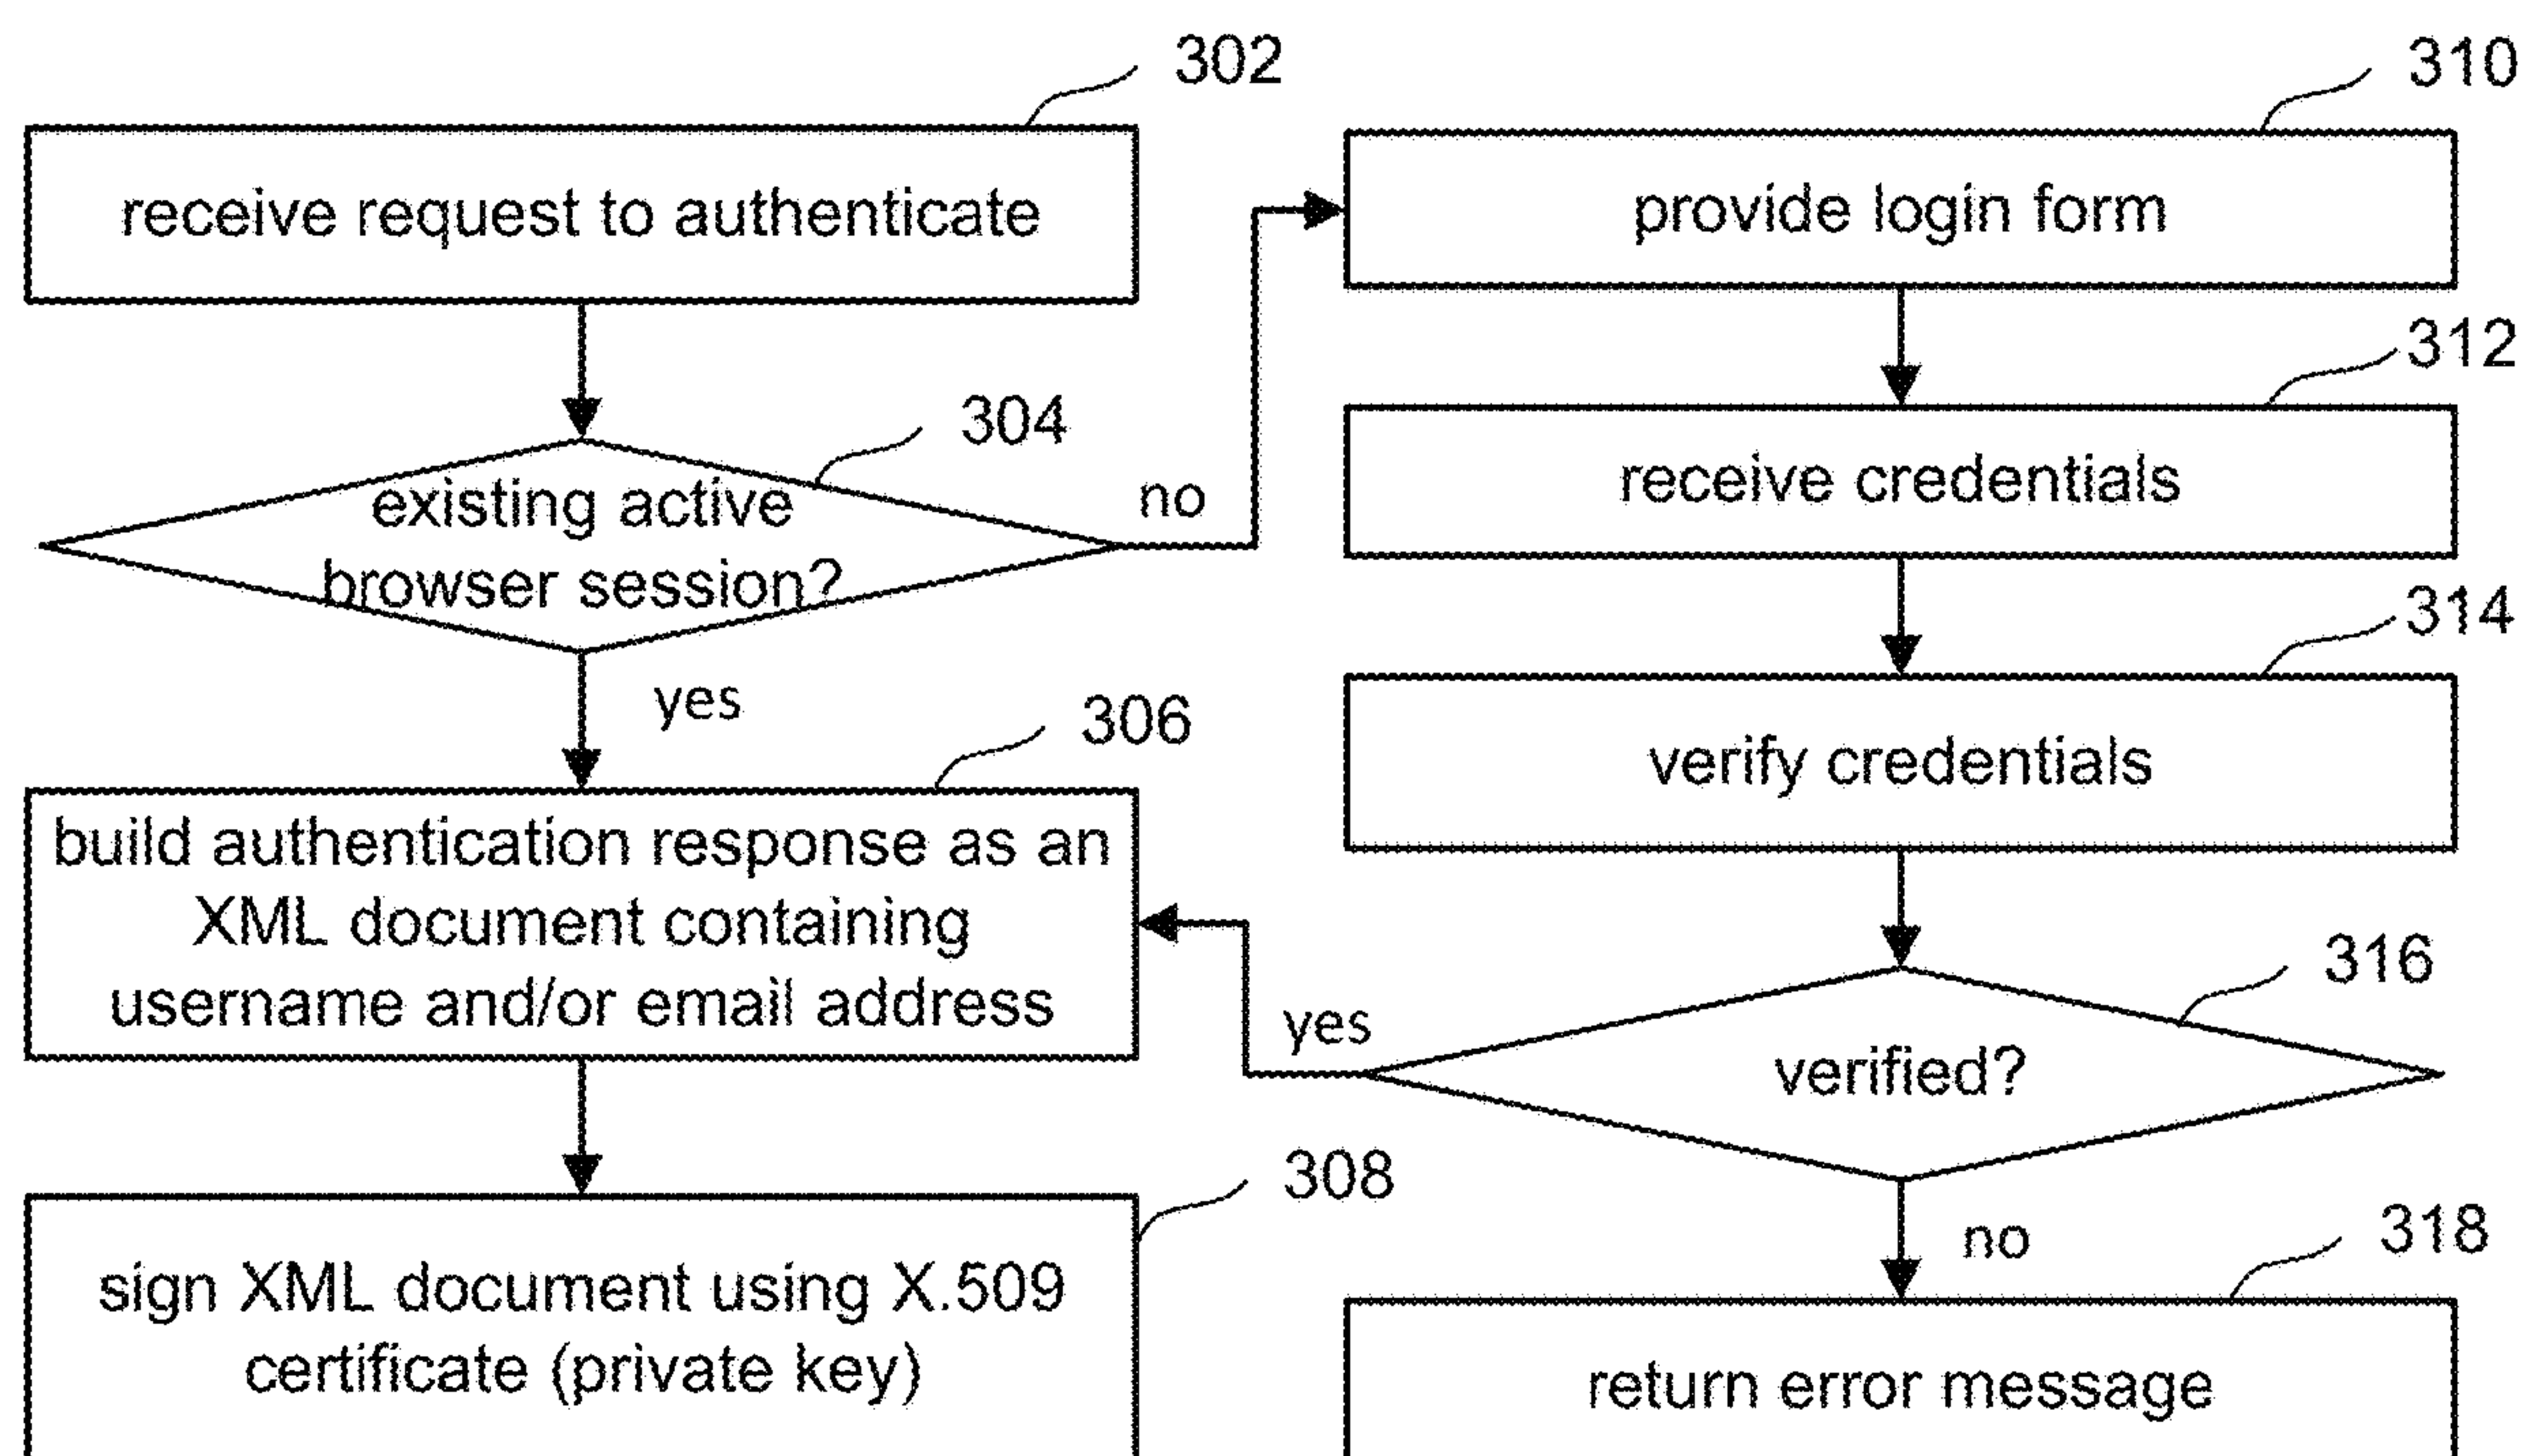 302
receive request to authenticate
304
existing active
browser session?
no
yes
306
build authentication response as an
XML document containing
username and/or email address
308
sign XML document using X.509
certificate (private key)
310
provide login form
312
receive credentials
314
verify credentials
316
verified?
yes
no
318
return error message